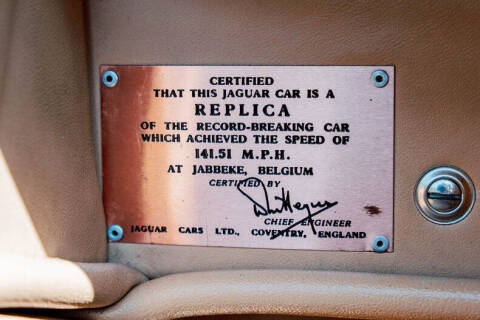 CERTIFIED
THAT THIS JAGUAR CAR IS A
REPLICA
OF THE RECORD-BREAKING CAR
WHICH ACHIEVED THE SPEED OF
141.51 M.P.H.
AT JABBEKE, BELGIUM
CERTIFIED BY
CHIEF ENGINEER
JAGUAR CARS LTD., COVENTRY, ENGLAND